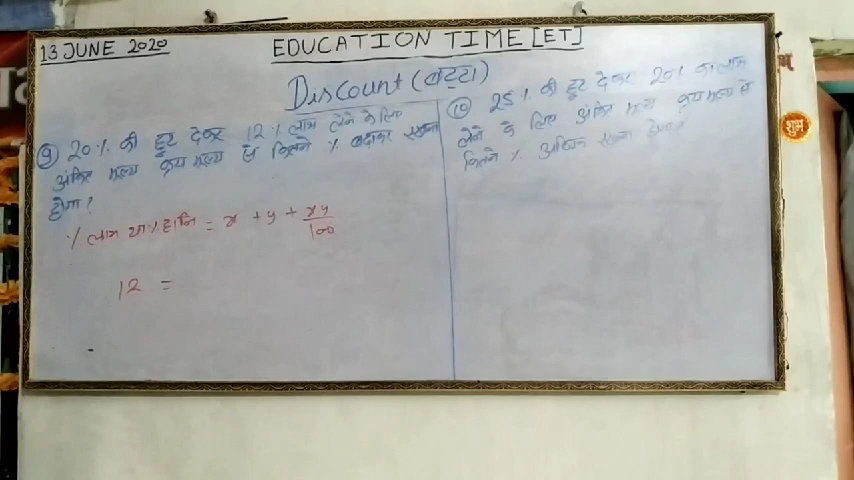 13 JUNE 2020
EDUCATION TIME [ET]
Discount (बट्टा)
9 20% की छूट देकर 12% लाभ लेने के लिए
अंकित मूल्य क्रय मूल्य से कितने % बढ़ाकर रखना
होगा?
% लाभ या % हानि = x + y + xy/100
12 =
10 25% की छूट देकर 20% का लाभ
लेने के लिए अंकित मूल्य क्रय मूल्य से
कितने % अधिक रखना होगा?
शुभ